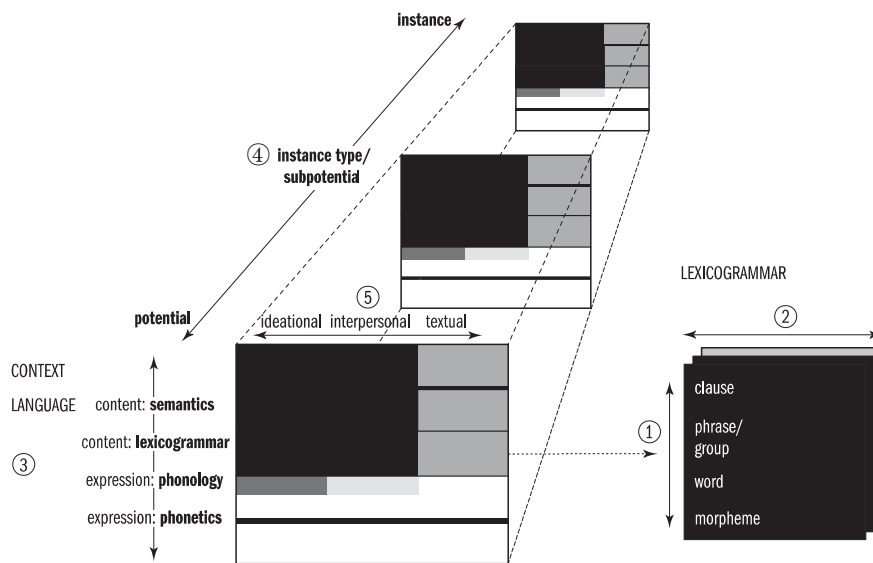 instance
④ instance type/
subpotential
LEXICOGRAMMAR
⑤
potential
ideational interpersonal textual
②
CONTEXT
LANGUAGE content: semantics
clause
phrase/
group
①
content: lexicogrammar
③
expression: phonology
word
expression: phonetics
morpheme